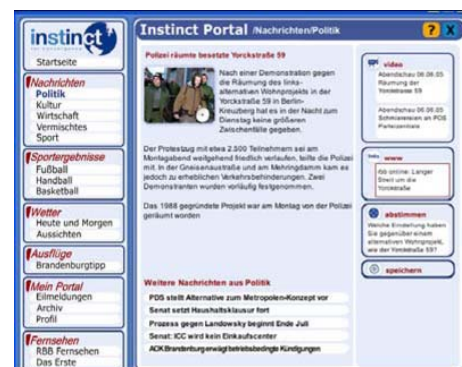 instinct
for convergence
Startseite
Nachrichten
Politik
Kultur
Wirtschaft
Vermischtes
Sport
Sportergebnisse
Fußball
Handball
Basketball
Wetter
Heute und Morgen
Aussichten
Ausflüge
Brandenburgtipp
Mein Portal
Eilmeldungen
Archiv
Profil
Fernsehen
RBB Fernsehen
Das Erste
Instinct Portal /Nachrichten/Politik
? X
Polizei räumte besetzte Yorckstraße 59
Nach einer Demonstration gegen
die Räumung des links-
alternativen Wohnprojekts in der
Yorckstraße 59 in Berlin-
Kreuzberg hat es in der Nacht zum
Dienstag keine größeren
Zwischenfälle gegeben.
Der Protestzug mit etwa 2.500 Teilnehmern sei am
Montagabend weitgehend friedlich verlaufen, teilte die Polizei
mit. In der Gneisenaustraße und am Mehringdamm kam es
jedoch zu erheblichen Verkehrsbehinderungen. Zwei
Demonstranten wurden vorläufig festgenommen.
Das 1988 gegründete Projekt war am Montag von der Polizei
geräumt worden
Weitere Nachrichten aus Politik
PDS stellt Alternative zum Metropolen-Konzept vor
Senat setzt Haushaltsklausur fort
Prozess gegen Landowsky beginnt Ende Juli
Senat: ICC wird kein Einkaufscenter
AOK Brandenburg erwägt betriebsbedingte Kündigungen
video
Abendschau 06.06.05
Räumung der
Yorckstraße 59
Abendschau 06.06.05
Schmierereien an PDS
Parteizentrale
www
rbb online: Langer
Streit um die
Yorckstraße
abstimmen
Welche Einstellung haben
Sie gegenüber einem
alternativen Wohnprojekt,
wie der Yorckstraße 59?
speichern